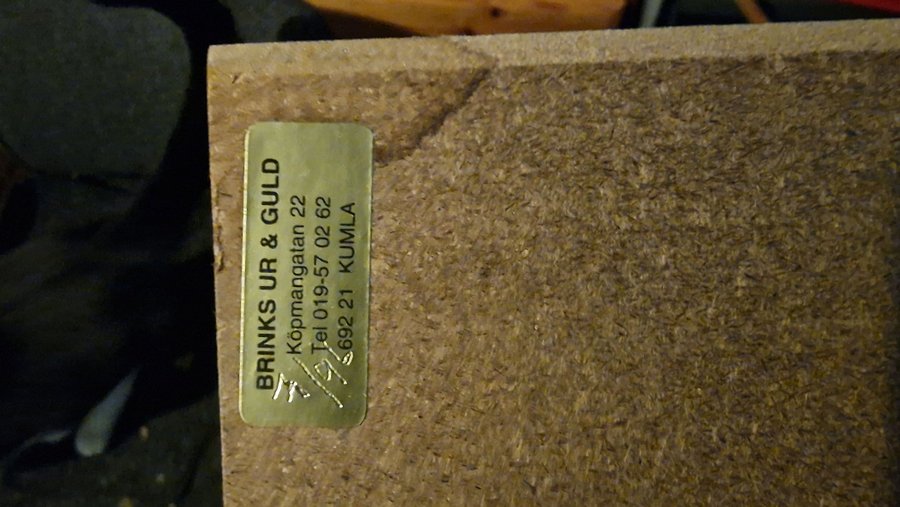 BRINKS UR & GULD
Köpmangatan 22
Tel 019-57 02 62
692 21 KUMLA